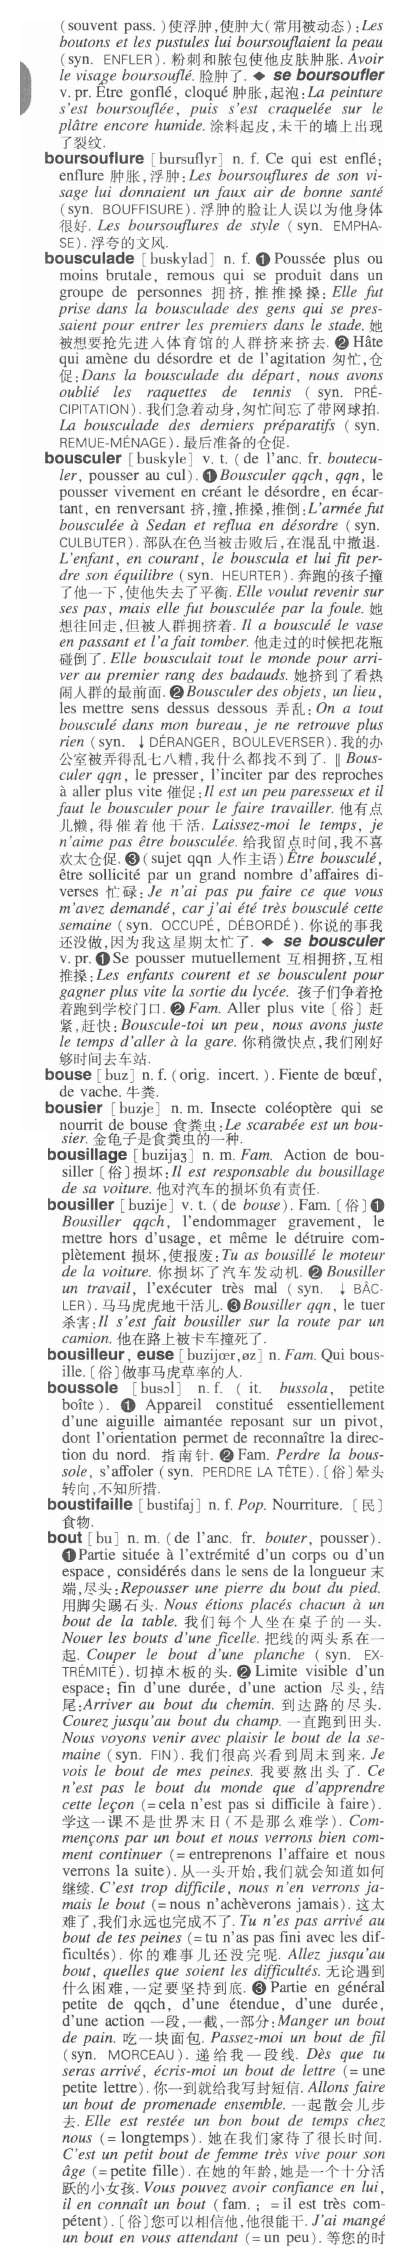 (souvent pass. )使浮肿,使肿大(常用被动态):Les
boutons et les pustules lui boursouflaient la peau
(syn. ENFLER). 粉刺和脓包使他皮肤肿胀. Avoir
le visage boursouflé. 脸肿了. ◆ se boursoufler
v. pr. Être gonflé, cloqué 肿胀,起泡:La peinture
s'est boursouflée, puis s'est craquelée sur le
plâtre encore humide. 涂料起皮,未干的墙上出现
了裂纹.
boursouflure [bursuflyr] n. f. Ce qui est enflé;
enflure 肿胀,浮肿:Les boursouflures de son vi-
sage lui donnaient un faux air de bonne santé
(syn. BOUFFISURE). 浮肿的脸让人误以为他身体
很好. Les boursouflures de style (syn. EMPHA-
SE). 浮夸的文风.
bousculade [buskylad] n. f. ❶ Poussée plus ou
moins brutale, remous qui se produit dans un
groupe de personnes 拥挤,推推搡搡: Elle fut
prise dans la bousculade des gens qui se pres-
saient pour entrer les premiers dans le stade. 她
被想要抢先进入体育馆的人群挤来挤去. ❷ Hâte
qui amène du désordre et de l'agitation 匆忙,仓
促:Dans la bousculade du départ, nous avons
oublié les raquettes de tennis (syn. PRÉ-
CIPITATION). 我们急着动身,匆忙间忘了带网球拍.
La bousculade des derniers préparatifs (syn.
REMUE-MÉNAGE). 最后准备的仓促.
bousculer [buskyle] v. t. (de l'anc. fr. boutecu-
ler, pousser au cul). ❶ Bousculer qqch, qqn, le
pousser vivement en créant le désordre, en écar-
tant, en renversant 挤,撞,推搡,推倒:L'armée fut
bousculée à Sedan et reflua en désordre (syn.
CULBUTER). 部队在色当被击败后,在混乱中撤退.
L'enfant, en courant, le bouscula et lui fit per-
dre son équilibre (syn. HEURTER). 奔跑的孩子撞
了他一下,使他失去了平衡. Elle voulut revenir sur
ses pas, mais elle fut bousculée par la foule. 她
想往回走,但被人群拥挤着. Il a bousculé le vase
en passant et l'a fait tomber. 他走过的时候把花瓶
碰倒了. Elle bousculait tout le monde pour arri-
ver au premier rang des badauds. 她挤到了看热
闹人群的最前面. ❷ Bousculer des objets, un lieu,
les mettre sens dessus dessous 弄乱: On a tout
bousculé dans mon bureau, je ne retrouve plus
rien (syn. ↓ DÉRANGER, BOULEVERSER). 我的办
公室被弄得乱七八糟,我什么都找不到了. ‖ Bous-
culer qqn, le presser, l'inciter par des reproches
à aller plus vite 催促:Il est un peu paresseux et il
faut le bousculer pour le faire travailler. 他有点
儿懒,得催着他干活. Laissez-moi le temps, je
n'aime pas être bousculée. 给我留点时间,我不喜
欢太仓促. ❸ (sujet qqn 人作主语) Être bousculé,
être sollicité par un grand nombre d'affaires di-
verses 忙碌: Je n'ai pas pu faire ce que vous
m'avez demandé, car j'ai été très bousculé cette
semaine (syn. OCCUPÉ, DÉBORDÉ). 你说的事我
还没做,因为我这星期太忙了. ◆ se bousculer
v. pr. ❶ Se pousser mutuellement 互相拥挤,互相
推搡:Les enfants courent et se bousculent pour
gagner plus vite la sortie du lycée. 孩子们争着抢
着跑到学校门口. ❷ Fam. Aller plus vite〔俗〕赶
紧,赶快:Bouscule-toi un peu, nous avons juste
le temps d'aller à la gare. 你稍微快点,我们刚好
够时间去车站.
bouse [buz] n. f. (orig. incert. ). Fiente de bœuf,
de vache. 牛粪.
bousier [buzje] n. m. Insecte coléoptère qui se
nourrit de bouse 食粪虫:Le scarabée est un bou-
sier. 金龟子是食粪虫的一种.
bousillage [buzijaʒ] n. m. Fam. Action de bou-
siller〔俗〕损坏:Il est responsable du bousillage
de sa voiture. 他对汽车的损坏负有责任.
bousiller [buzije] v. t. (de bouse). Fam.〔俗〕❶
Bousiller qqch, l'endommager gravement, le
mettre hors d'usage, et même le détruire com-
plètement 损坏,使报废:Tu as bousillé le moteur
de la voiture. 你损坏了汽车发动机. ❷ Bousiller
un travail, l'exécuter très mal (syn. ↓ BÂC-
LER). 马马虎虎地干活儿. ❸ Bousiller qqn, le tuer
杀害:Il s'est fait bousiller sur la route par un
camion. 他在路上被卡车撞死了.
bousilleur, euse [buzijœr,øz] n. Fam. Qui bous-
ille.〔俗〕做事马虎草率的人.
boussole [busɔl] n. f. (it. bussola, petite
boîte). ❶ Appareil constitué essentiellement
d'une aiguille aimantée reposant sur un pivot,
dont l'orientation permet de reconnaître la direc-
tion du nord. 指南针. ❷ Fam. Perdre la bous-
sole, s'affoler (syn. PERDRE LA TÊTE).〔俗〕晕头
转向,不知所措.
boustifaille [bustifaj] n. f. Pop. Nourriture.〔民〕
食物.
bout [bu] n. m. (de l'anc. fr. bouter, pousser).
❶ Partie située à l'extrémité d'un corps ou d'un
espace, considérés dans le sens de la longueur 末
端,尽头:Repousser une pierre du bout du pied.
用脚尖踢石头. Nous étions placés chacun à un
bout de la table. 我们每个人坐在桌子的一头.
Nouer les bouts d'une ficelle. 把线的两头系在一
起. Couper le bout d'une planche (syn. EX-
TRÉMITÉ). 切掉木板的头. ❷ Limite visible d'un
espace; fin d'une durée, d'une action 尽头,结
尾:Arriver au bout du chemin. 到达路的尽头.
Courez jusqu'au bout du champ. 一直跑到田头.
Nous voyons venir avec plaisir le bout de la se-
maine (syn. FIN). 我们很高兴看到周末到来. Je
vois le bout de mes peines. 我要熬出头了. Ce
n'est pas le bout du monde que d'apprendre
cette leçon (=cela n'est pas si difficile à faire).
学这一课不是世界末日(不是那么难学). Com-
mençons par un bout et nous verrons bien com-
ment continuer (= entreprenons l'affaire et nous
verrons la suite). 从一头开始,我们就会知道如何
继续. C'est trop difficile, nous n'en verrons ja-
mais le bout (=nous n'achèverons jamais). 这太
难了,我们永远也完成不了. Tu n'es pas arrivé au
bout de tes peines (=tu n'as pas fini avec les dif-
ficultés). 你的难事儿还没完呢. Allez jusqu'au
bout, quelles que soient les difficultés. 无论遇到
什么困难,一定要坚持到底. ❸ Partie en général
petite de qqch, d'une étendue, d'une durée,
d'une action 一段,一截,一部分:Manger un bout
de pain. 吃一块面包. Passez-moi un bout de fil
(syn. MORCEAU). 递给我一段线. Dès que tu
seras arrivé, écris-moi un bout de lettre (=une
petite lettre). 你一到就给我写封短信. Allons faire
un bout de promenade ensemble. 一起散会儿步
去. Elle est restée un bon bout de temps chez
nous (= longtemps). 她在我们家待了很长时间.
C'est un petit bout de femme très vive pour son
âge (=petite fille). 在她的年龄,她是一个十分活
跃的小女孩. Vous pouvez avoir confiance en lui,
il en connaît un bout (fam. ; =il est très com-
pétent).〔俗〕您可以相信他,他很能干. J'ai mangé
un bout en vous attendant (=un peu). 等您的时